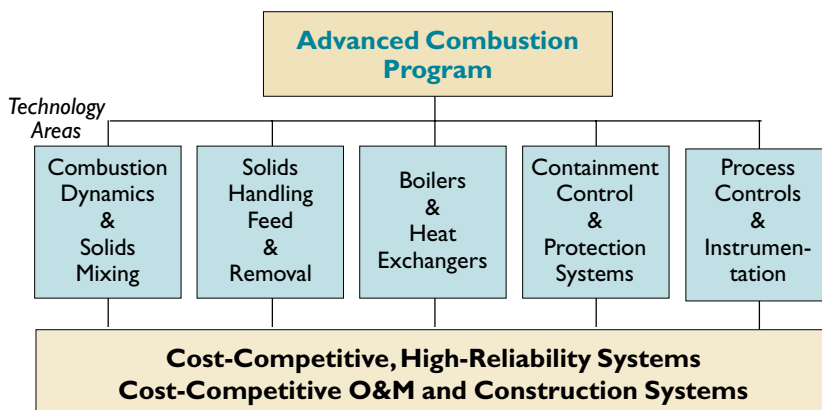 Advanced Combustion
Program
Technology
Areas
Combustion
Dynamics
&
Solids
Mixing
Solids
Handling
Feed
&
Removal
Boilers
&
Heat
Exchangers
Containment
Control
&
Protection
Systems
Process
Controls
&
Instrumen-
tation
Cost-Competitive, High-Reliability Systems
Cost-Competitive O&M and Construction Systems